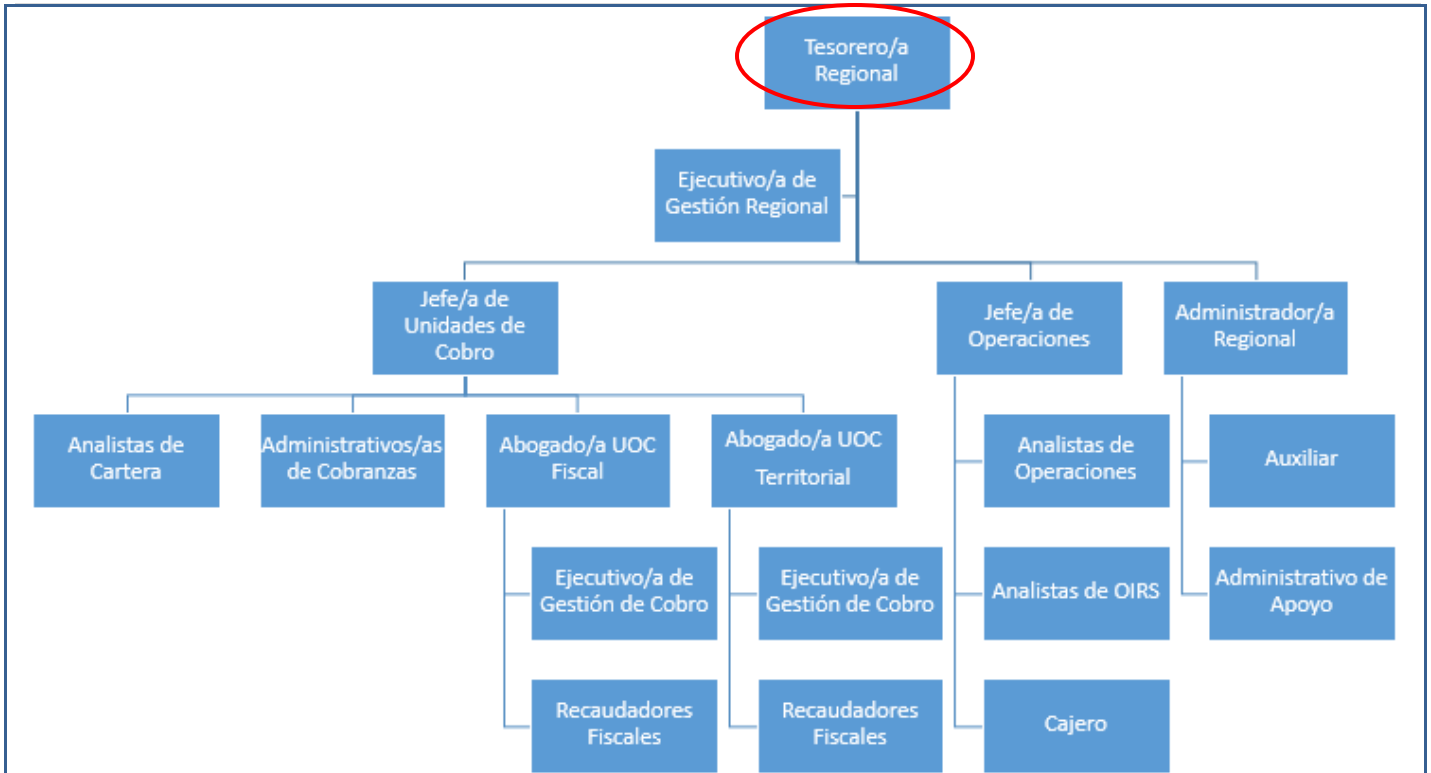 Tesorero/a
Regional
Ejecutivo/a de
Gestión Regional
Jefe/a de
Unidades de
Cobro
Jefe/a de
Operaciones
Administrador/a
Regional
Analistas de
Cartera
Administrativos/as
de Cobranzas
Abogado/a UOC
Fiscal
Abogado/a UOC
Territorial
Analistas de
Operaciones
Auxiliar
Ejecutivo/a de
Gestión de Cobro
Ejecutivo/a de
Gestión de Cobro
Analistas de OIRS
Administrativo de
Apoyo
Recaudadores
Fiscales
Recaudadores
Fiscales
Cajero